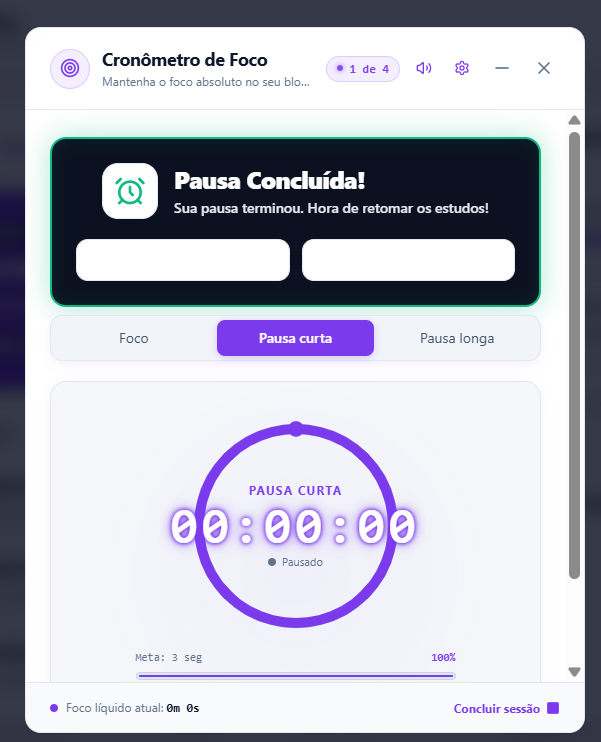 Cronômetro de Foco
Mantenha o foco absoluto no seu blo...
1 de 4
Pausa Concluída!
Sua pausa terminou. Hora de retomar os estudos!
Foco
Pausa curta
Pausa longa
PAUSA CURTA
00:00:00
Pausado
Meta: 3 seg
100%
Foco líquido atual: 0m 0s
Concluir sessão